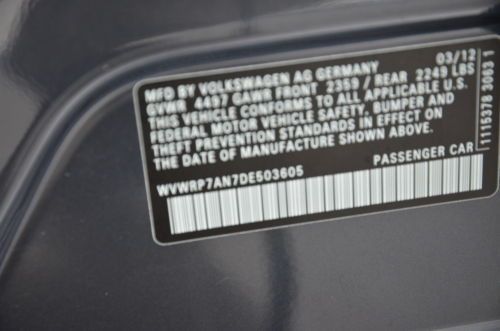 MFD BY VOLKSWAGEN AG GERMANY 03/12
GVWR 4497 GAWR FRONT 2359 / REAR 2249 LBS
THIS VEHICLE CONFORMS TO ALL APPLICABLE U.S.
FEDERAL MOTOR VEHICLE SAFETY, BUMPER AND
THEFT PREVENTION STANDARDS IN EFFECT ON
THE DATE OF MANUFACTURE SHOWN ABOVE.
WVWRP7AN7DE503605 PASSENGER CAR